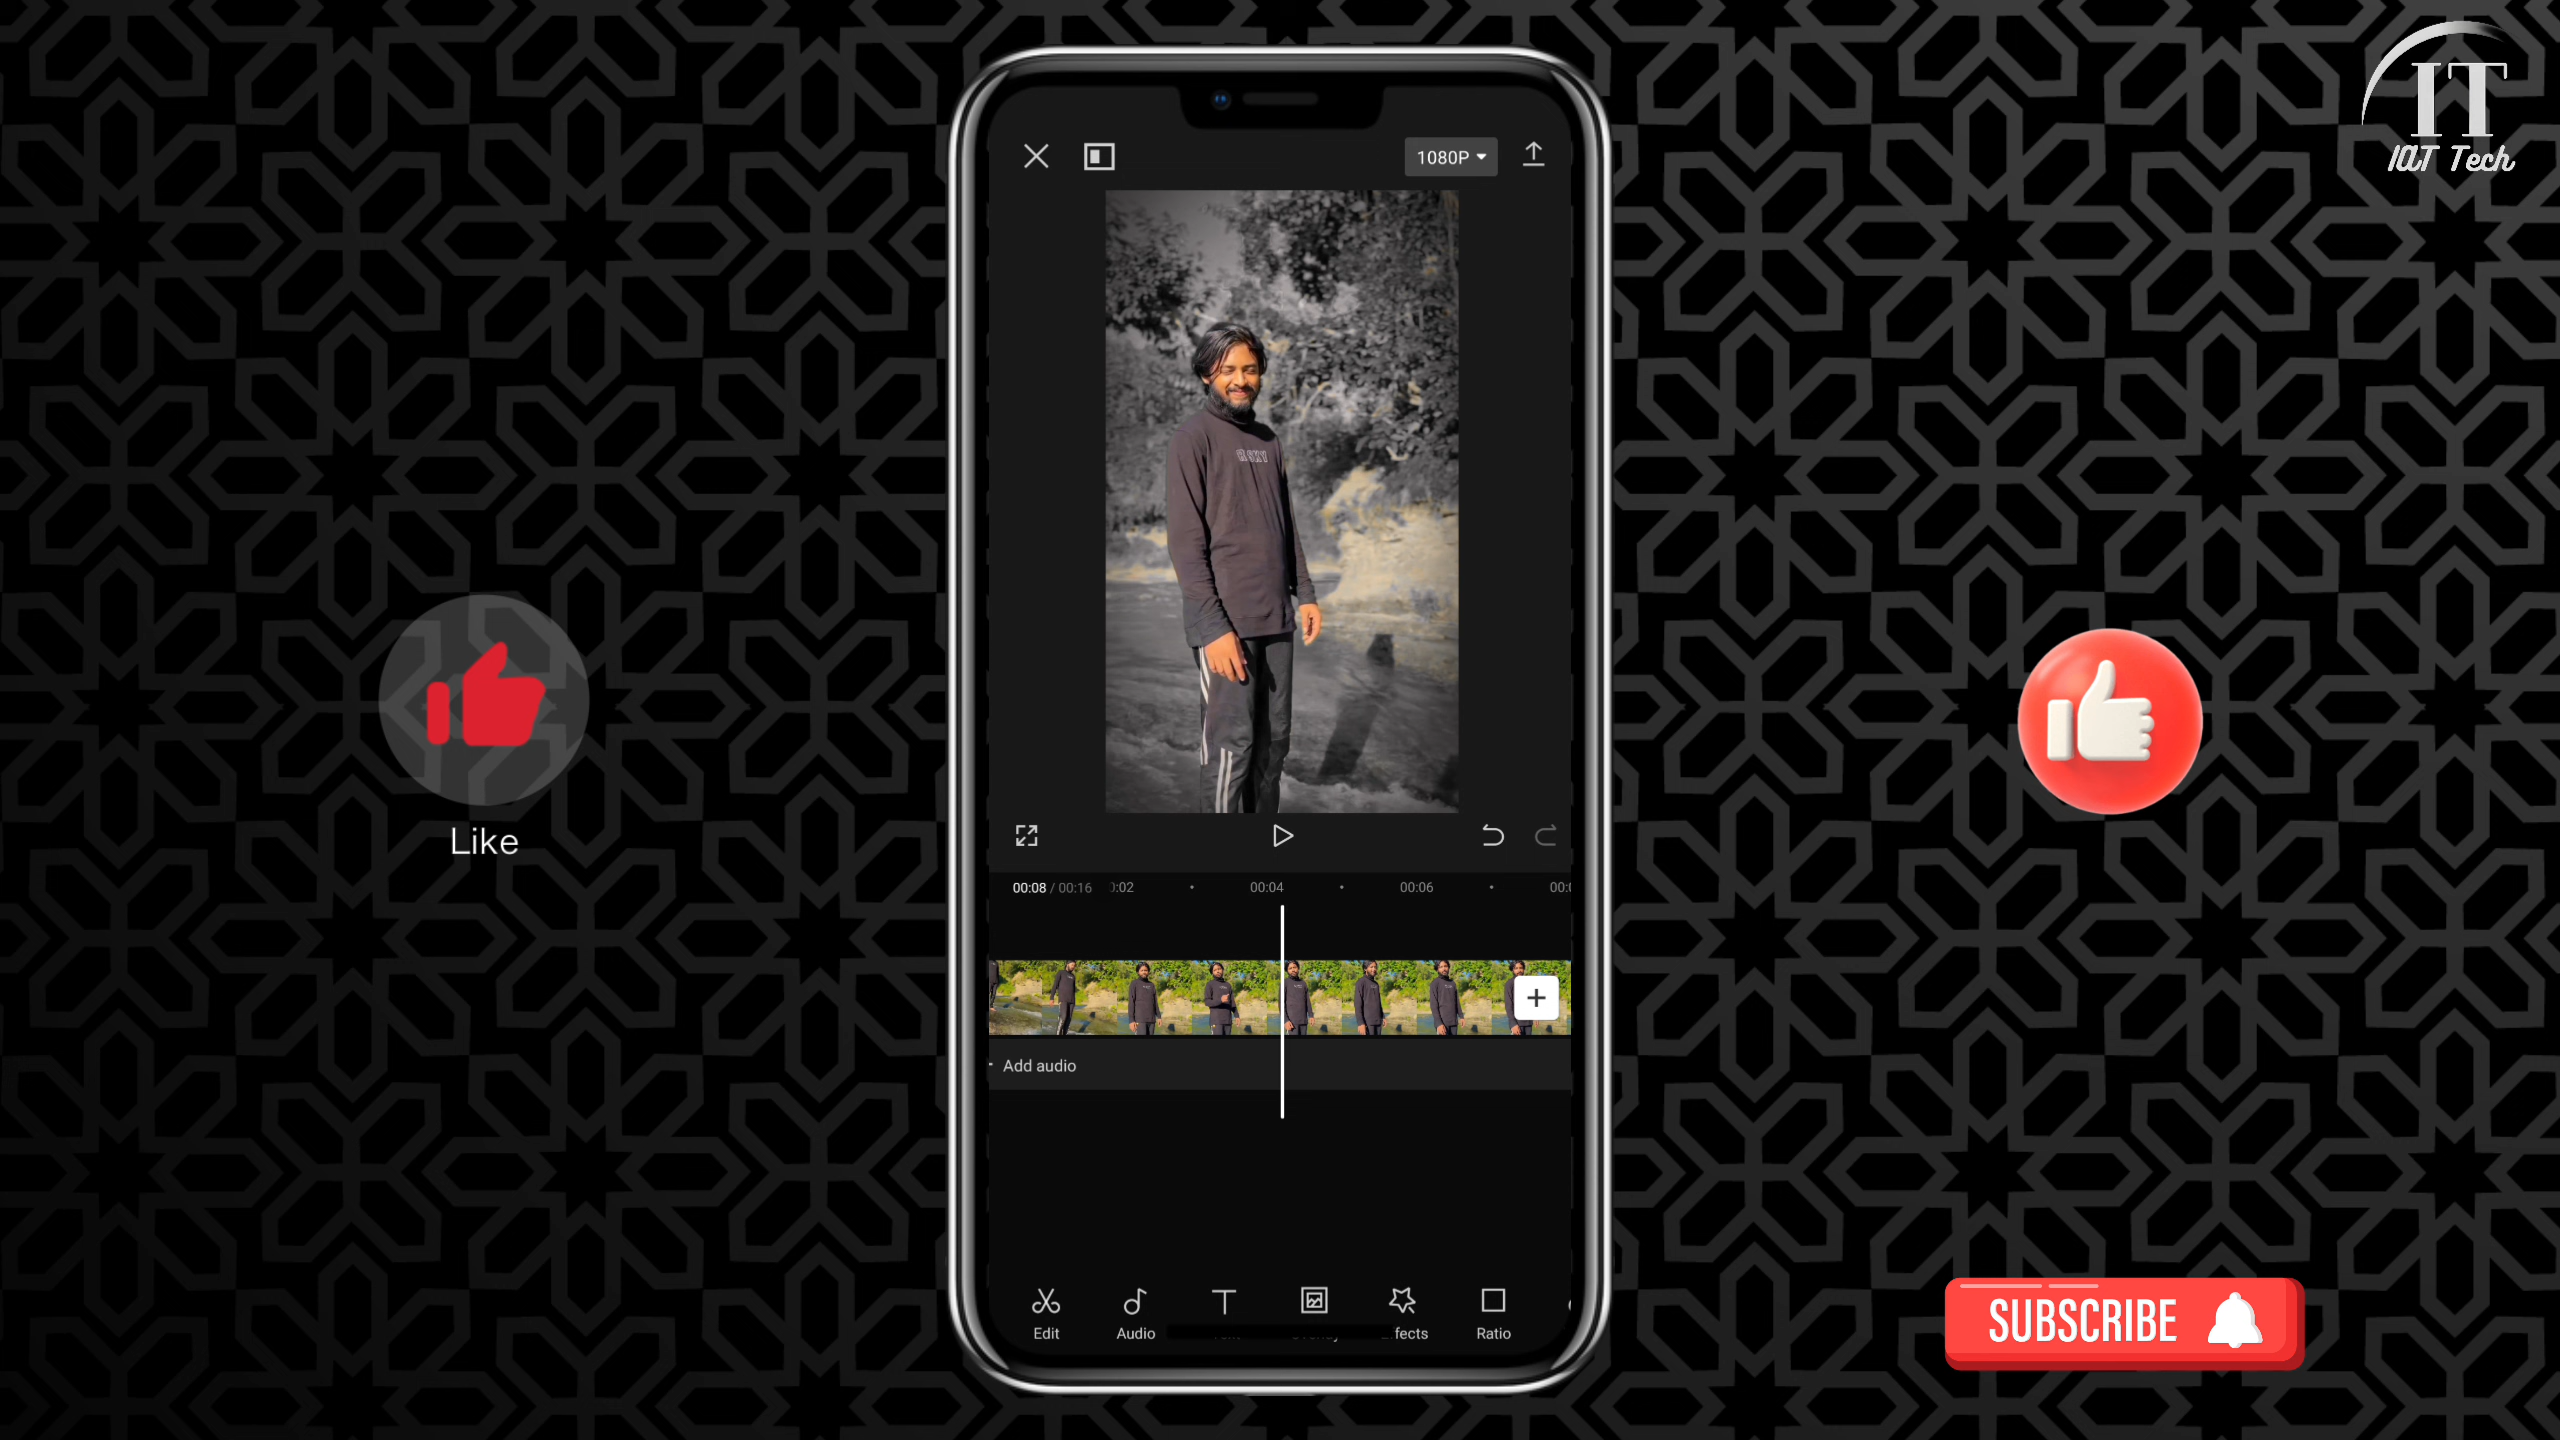 IT
IAT Tech
1080P
Like
00:08 / 00:16
00:04
00:06
Add audio
Edit
Audio
Ratio
SUBSCRIBE